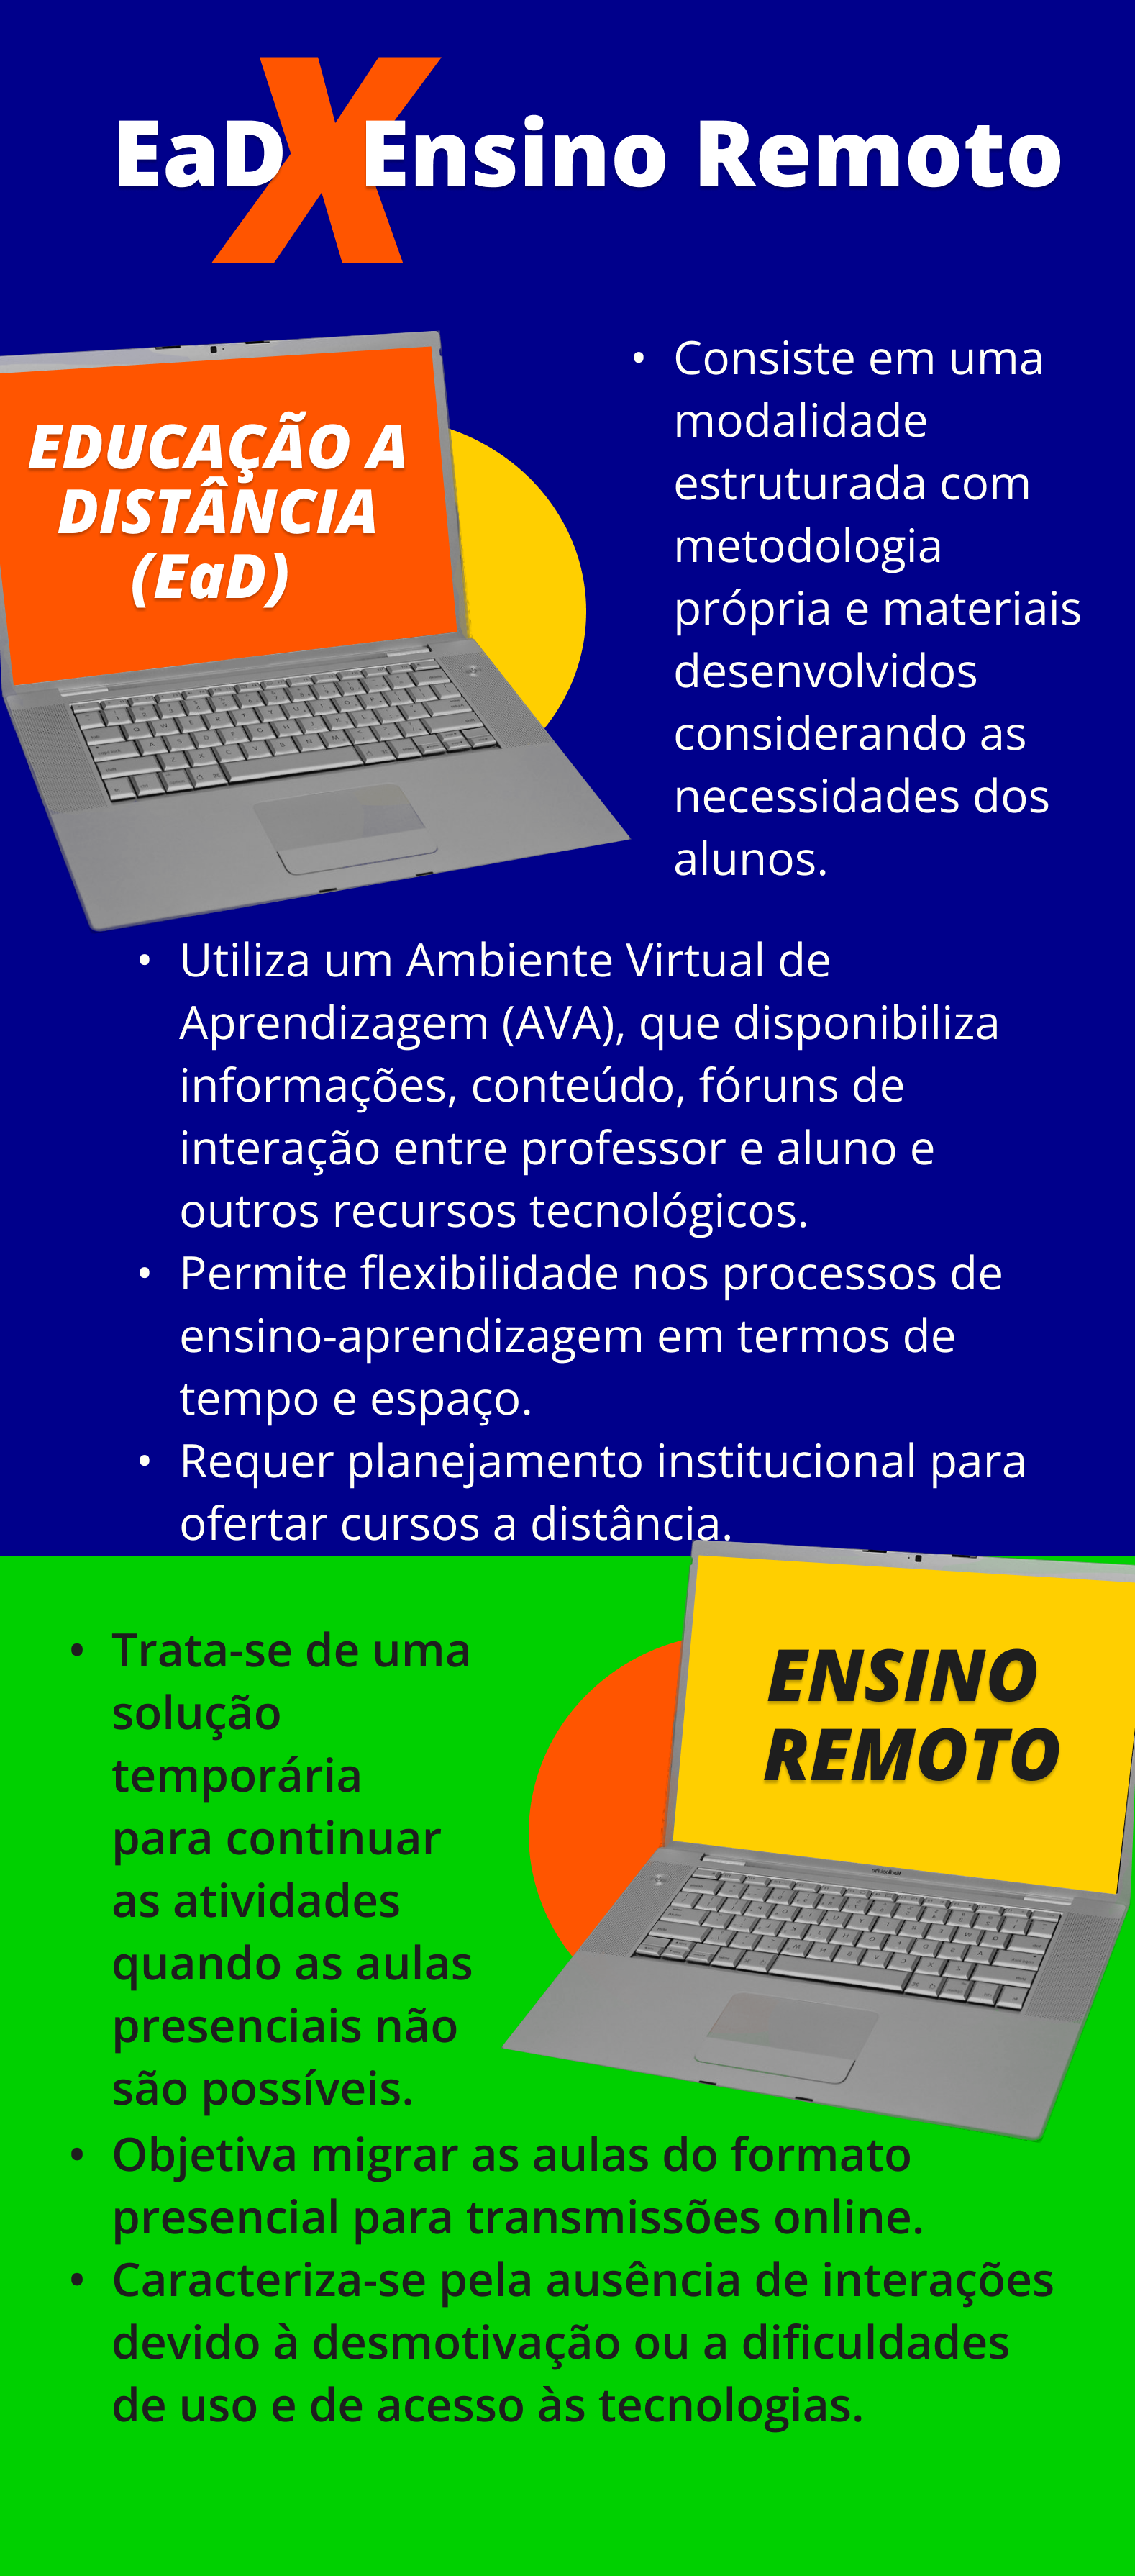 EaD X Ensino Remoto
EDUCAÇÃO A
DISTÂNCIA
(EaD)
• Consiste em uma
modalidade
estruturada com
metodologia
própria e materiais
desenvolvidos
considerando as
necessidades dos
alunos.
• Utiliza um Ambiente Virtual de
Aprendizagem (AVA), que disponibiliza
informações, conteúdo, fóruns de
interação entre professor e aluno e
outros recursos tecnológicos.
• Permite flexibilidade nos processos de
ensino-aprendizagem em termos de
tempo e espaço.
• Requer planejamento institucional para
ofertar cursos a distância.
• Trata-se de uma
solução
temporária
para continuar
as atividades
quando as aulas
presenciais não
são possíveis.
ENSINO
REMOTO
• Objetiva migrar as aulas do formato
presencial para transmissões online.
• Caracteriza-se pela ausência de interações
devido à desmotivação ou a dificuldades
de uso e de acesso às tecnologias.